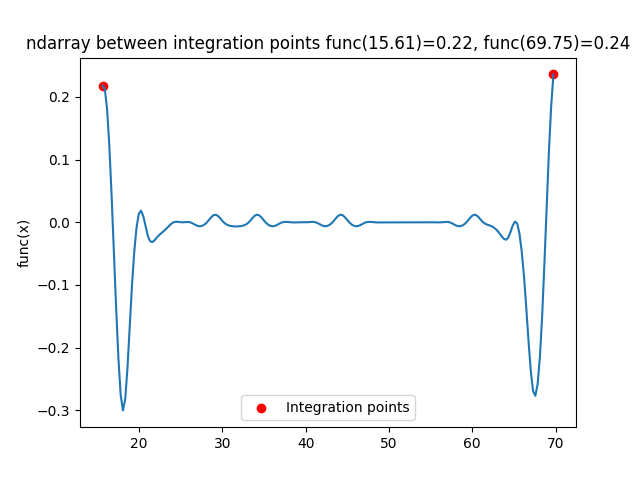 ndarray between integration points func(15.61)=0.22, func(69.75)=0.24
0.2
0.1
0.0
−0.1
−0.2
−0.3
func(x)
Integration points
20 30 40 50 60 70